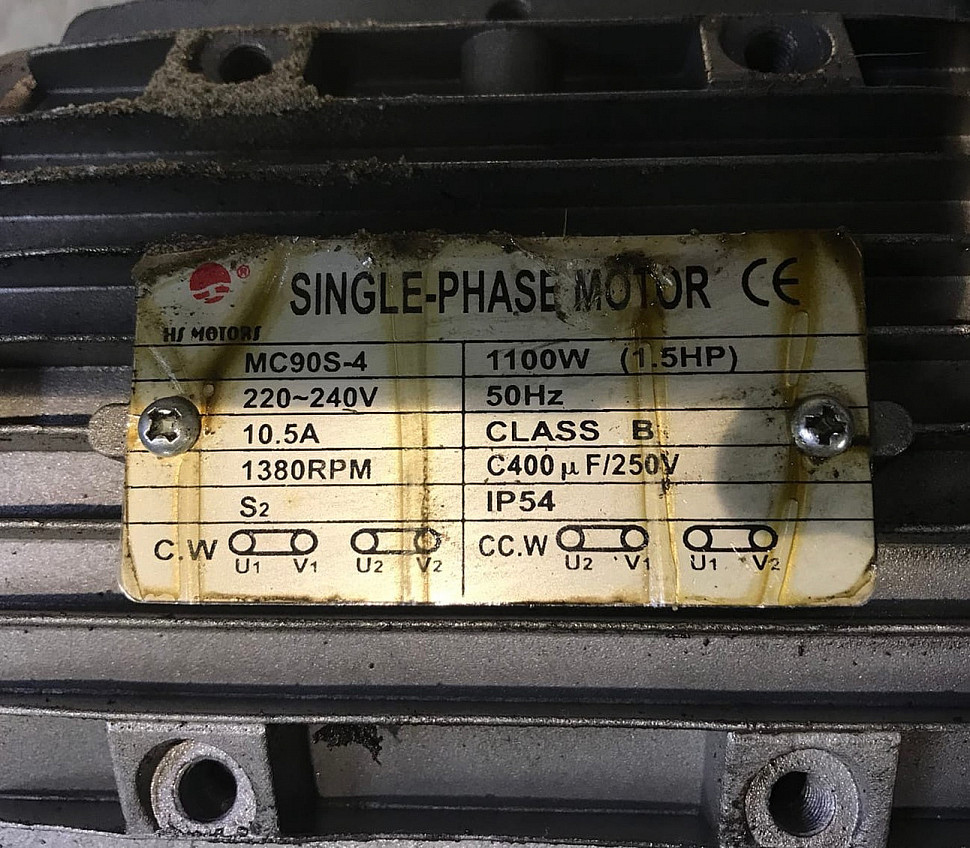 ® SINGLE-PHASE MOTOR CE
HS MOTORS
MC90S-4 1100W (1.5HP)
220~240V 50Hz
10.5A CLASS B
1380RPM C400μF/250V
S2 IP54
C.W U1 V1 U2 V2 CC.W U2 V1 U1 V2